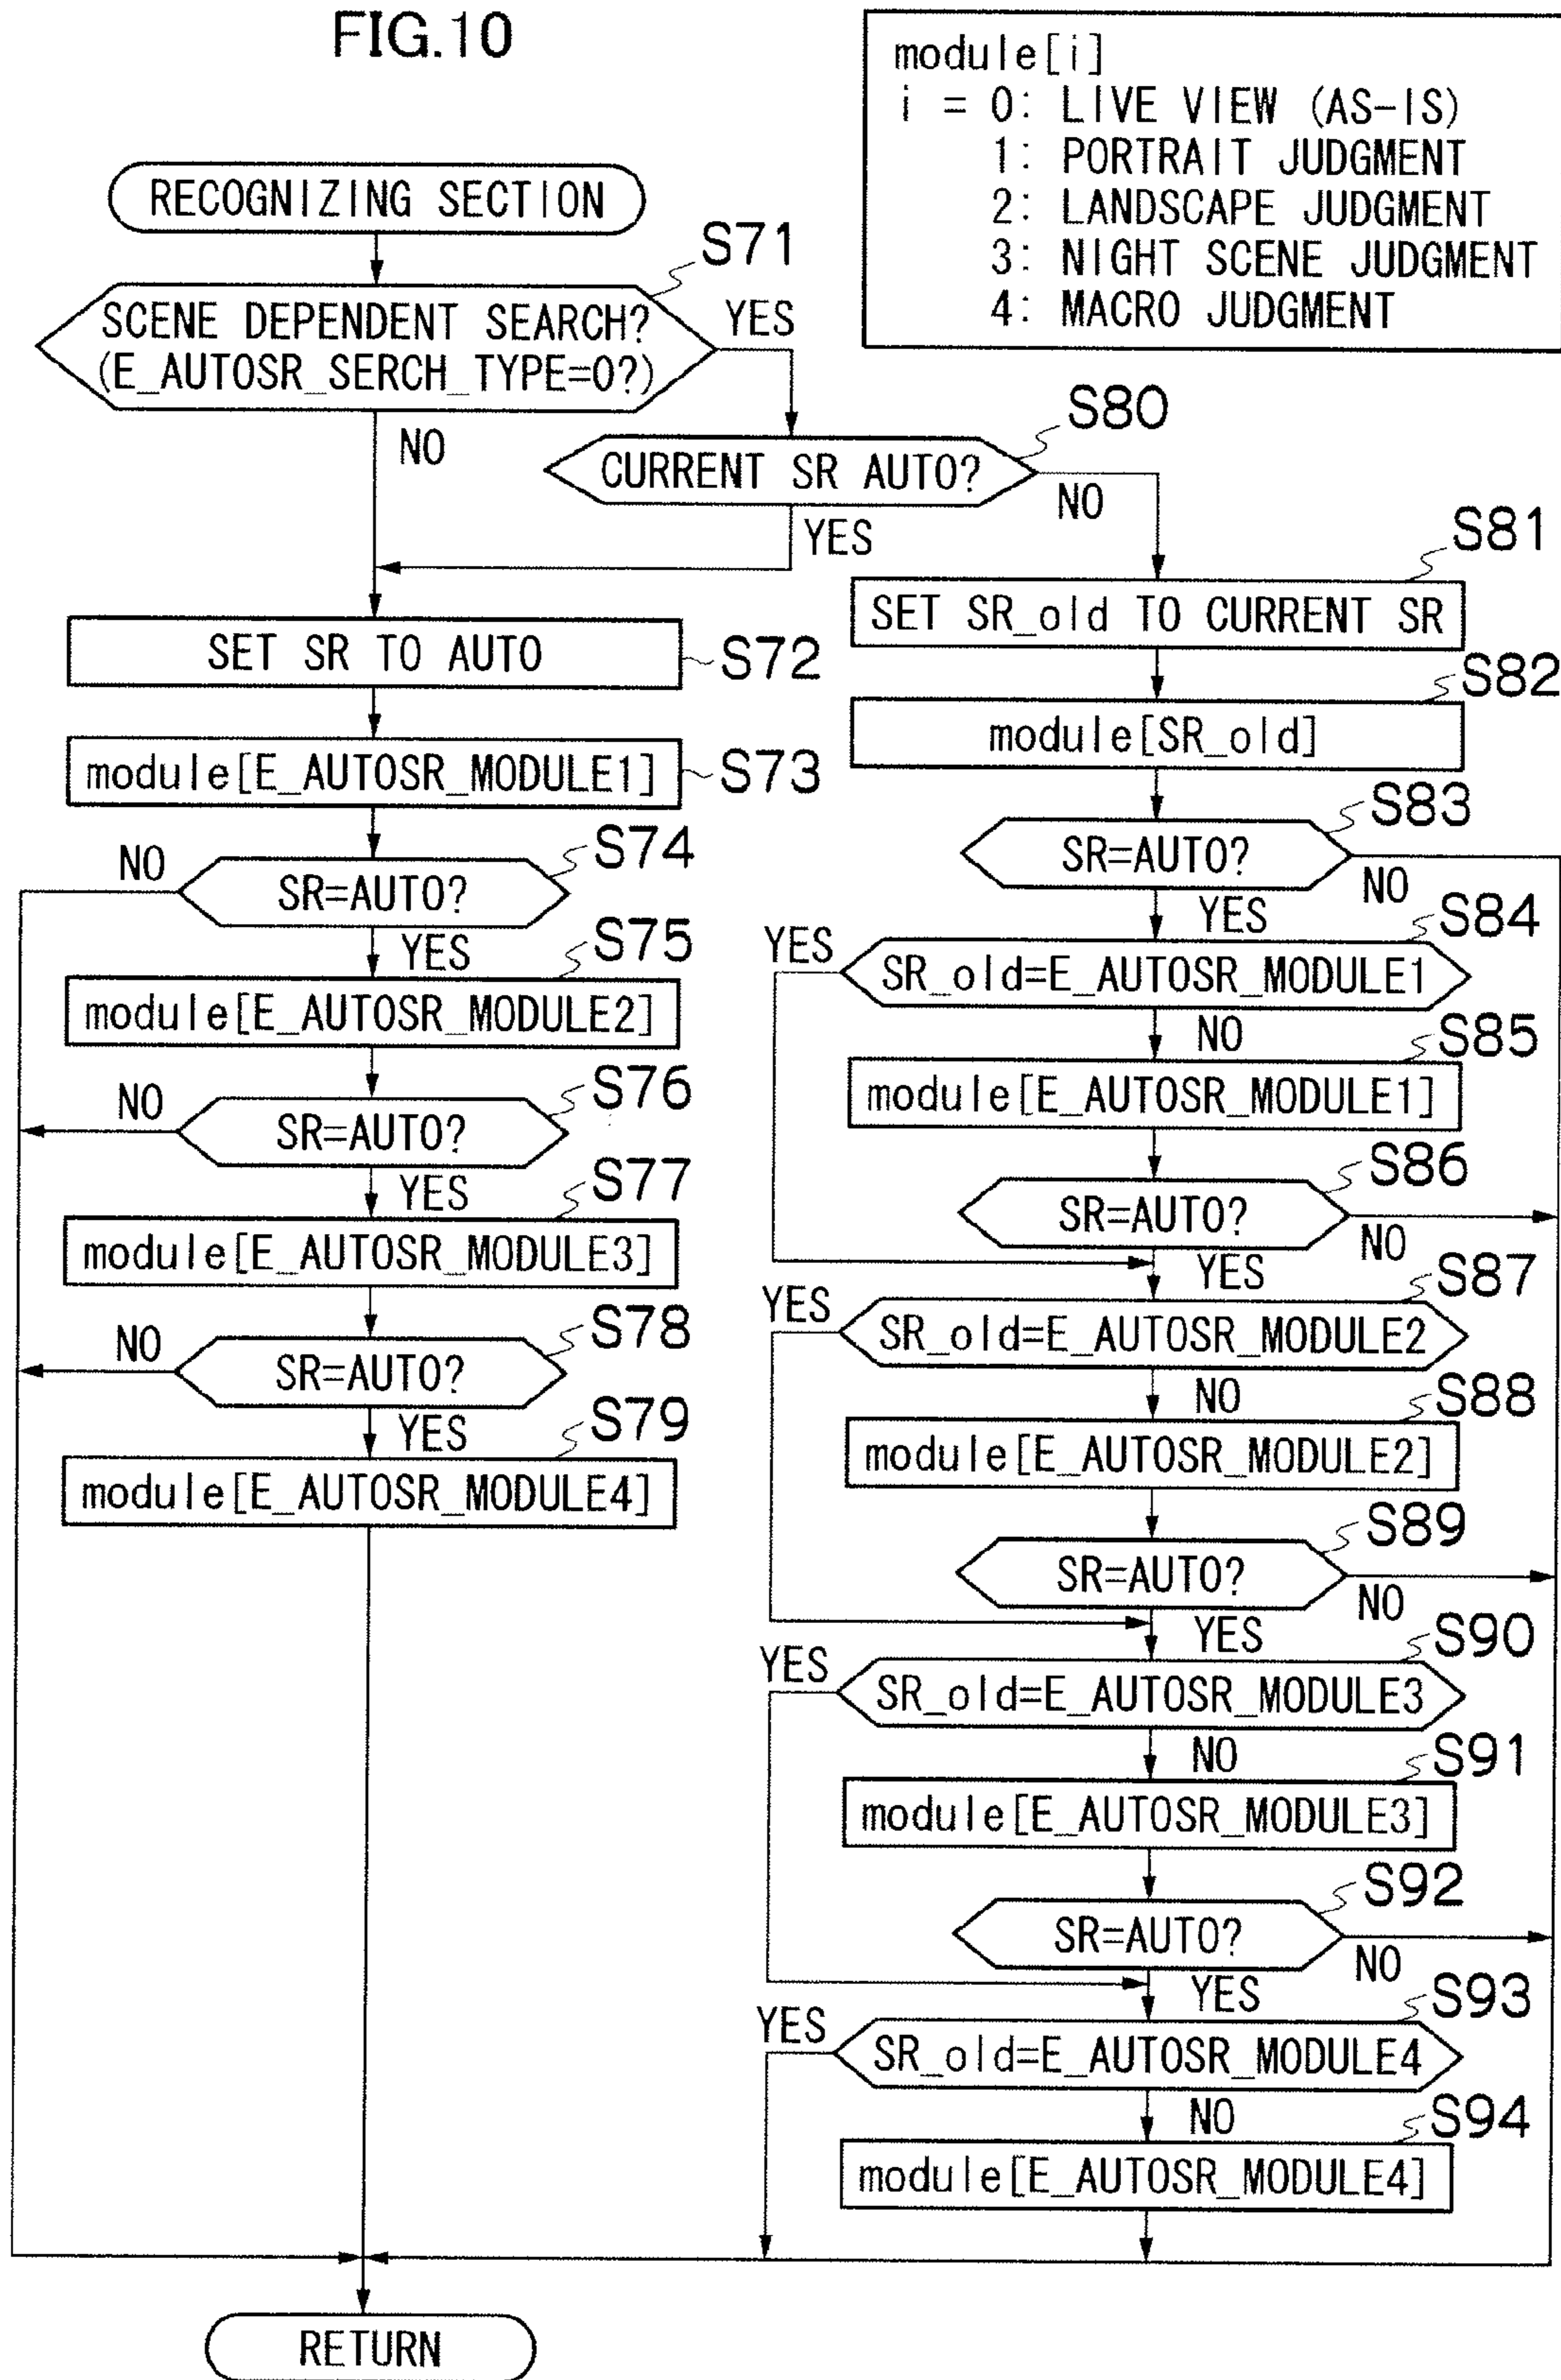 FIG.10
module[i]
i = 0: LIVE VIEW (AS-IS)
1: PORTRAIT JUDGMENT
2: LANDSCAPE JUDGMENT
3: NIGHT SCENE JUDGMENT
4: MACRO JUDGMENT
RECOGNIZING SECTION
S71
SCENE DEPENDENT SEARCH?
(E_AUTOSR_SERCH_TYPE=0?)
YES
NO
S80
CURRENT SR AUTO?
NO
YES
SET SR TO AUTO
S72
module[E_AUTOSR_MODULE1]
S73
S74
NO
SR=AUTO?
YES
S75
module[E_AUTOSR_MODULE2]
S76
NO
SR=AUTO?
YES
S77
module[E_AUTOSR_MODULE3]
S78
NO
SR=AUTO?
YES
S79
module[E_AUTOSR_MODULE4]
S81
SET SR_old TO CURRENT SR
S82
module[SR_old]
S83
SR=AUTO?
NO
YES
S84
YES
SR_old=E_AUTOSR_MODULE1
NO
S85
module[E_AUTOSR_MODULE1]
S86
SR=AUTO?
NO
YES
S87
YES
SR_old=E_AUTOSR_MODULE2
NO
S88
module[E_AUTOSR_MODULE2]
S89
SR=AUTO?
NO
YES
S90
YES
SR_old=E_AUTOSR_MODULE3
NO
S91
module[E_AUTOSR_MODULE3]
S92
SR=AUTO?
NO
YES
S93
YES
SR_old=E_AUTOSR_MODULE4
NO
S94
module[E_AUTOSR_MODULE4]
RETURN